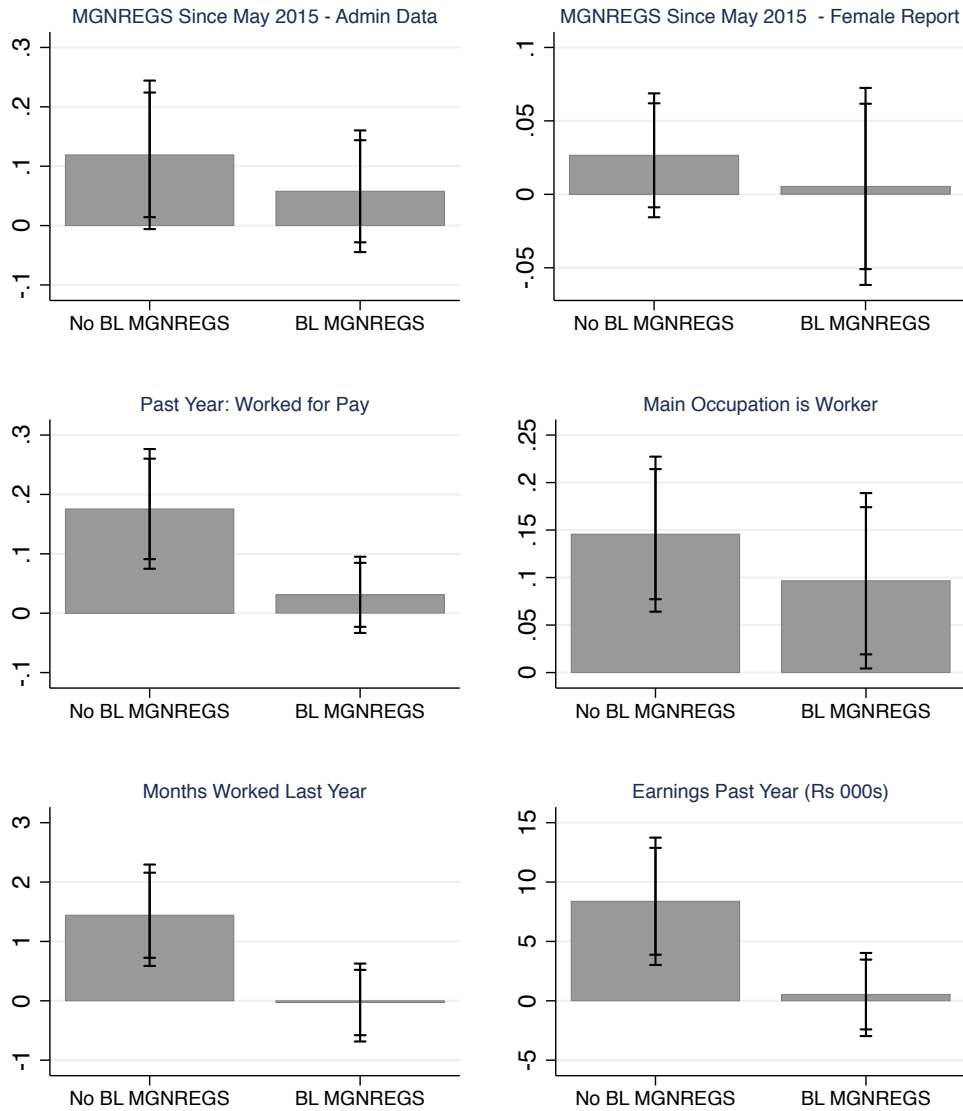 MGNREGS Since May 2015 - Admin Data
.3
.2
.1
0
-.1
No BL MGNREGS BL MGNREGS
MGNREGS Since May 2015 - Female Report
.1
.05
0
-.05
No BL MGNREGS BL MGNREGS
Past Year: Worked for Pay
.3
.2
.1
0
-.1
No BL MGNREGS BL MGNREGS
Main Occupation is Worker
.25
.2
.15
.1
.05
0
No BL MGNREGS BL MGNREGS
Months Worked Last Year
3
2
1
0
-1
No BL MGNREGS BL MGNREGS
Earnings Past Year (Rs 000s)
15
10
5
0
-5
No BL MGNREGS BL MGNREGS